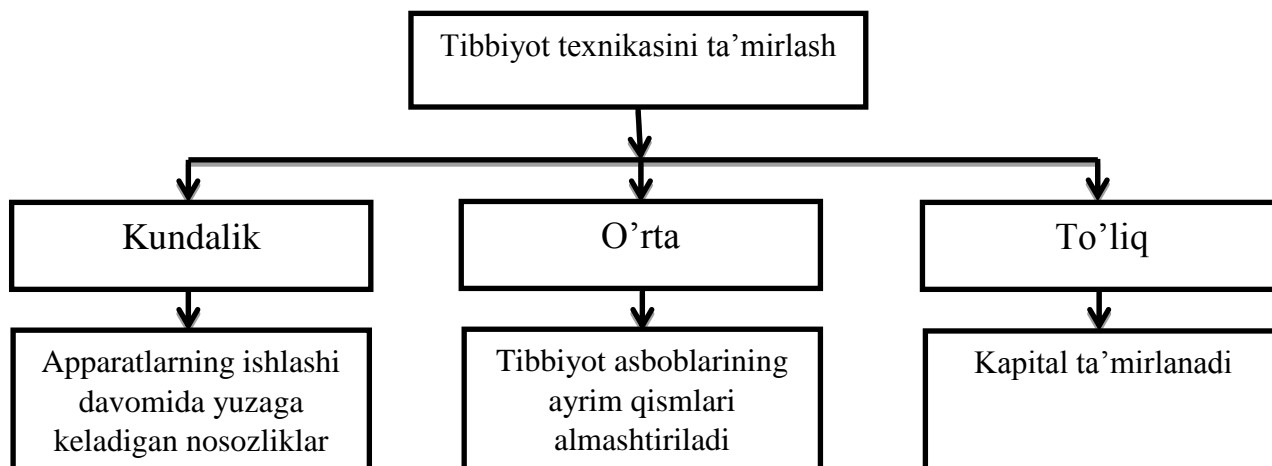 Tibbiyot texnikasini ta’mirlash
Kundalik
O’rta
To’liq
Apparatlarning ishlashi
davomida yuzaga
keladigan nosozliklar
Tibbiyot asboblarining
ayrim qismlari
almashtiriladi
Kapital ta’mirlanadi